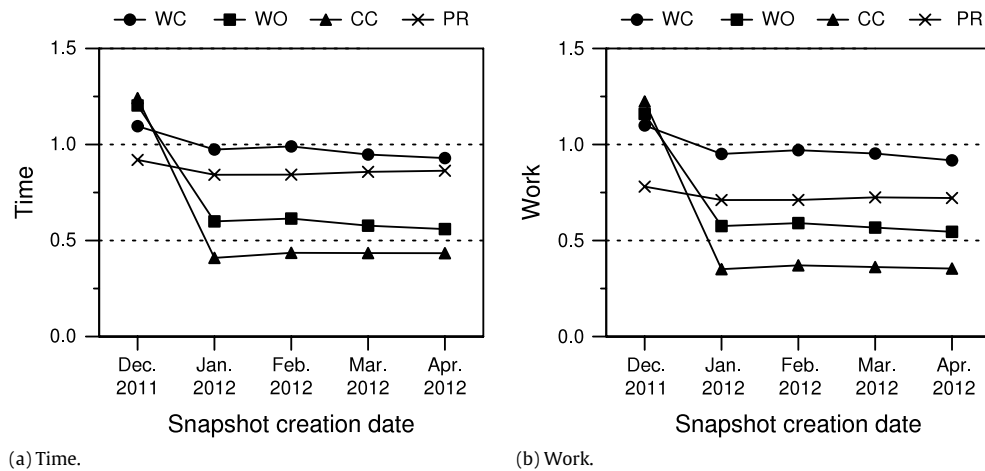 WC WO CC PR
1.5
1.0
0.5
0.0
Time
Dec. Jan. Feb. Mar. Apr.
2011 2012 2012 2012 2012
Snapshot creation date
(a) Time.
WC WO CC PR
1.5
1.0
0.5
0.0
Work
Dec. Jan. Feb. Mar. Apr.
2011 2012 2012 2012 2012
Snapshot creation date
(b) Work.